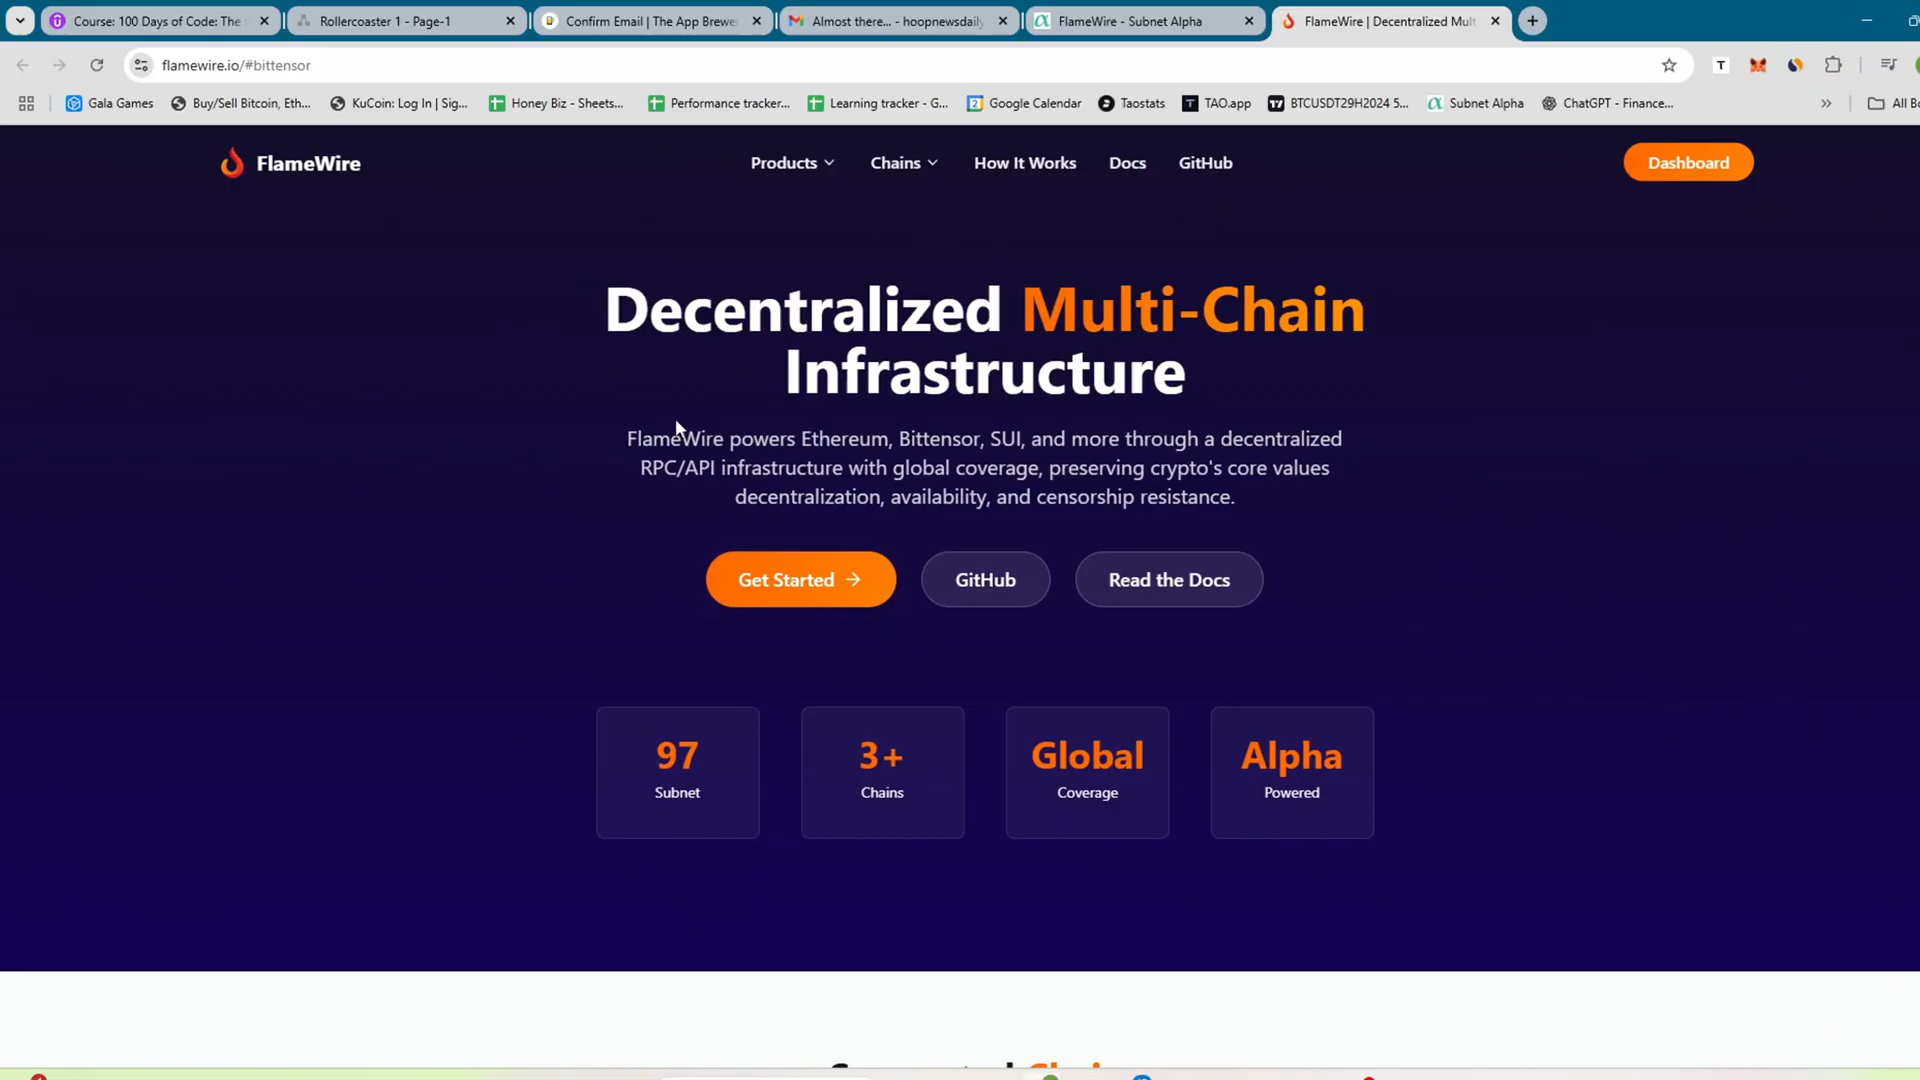 Course: 100 Days of Code: The
Rollercoaster 1 - Page-1
Confirm Email | The App Brewe
Almost there... - hoopnewsdaily
FlameWire - Subnet Alpha
FlameWire | Decentralized Mult
flamewire.io/#bittensor
Gala Games
Buy/Sell Bitcoin, Eth...
KuCoin: Log In | Sig...
Honey Biz - Sheets...
Performance tracker...
Learning tracker - G...
Google Calendar
Taostats
TAO.app
BTCUSDT29H2024 5...
Subnet Alpha
ChatGPT - Finance...
All Bo
FlameWire
Products
Chains
How It Works
Docs
GitHub
Dashboard
Decentralized Multi-Chain
Infrastructure
FlameWire powers Ethereum, Bittensor, SUI, and more through a decentralized
RPC/API infrastructure with global coverage, preserving crypto's core values
decentralization, availability, and censorship resistance.
Get Started →
GitHub
Read the Docs
97
Subnet
3+
Chains
Global
Coverage
Alpha
Powered